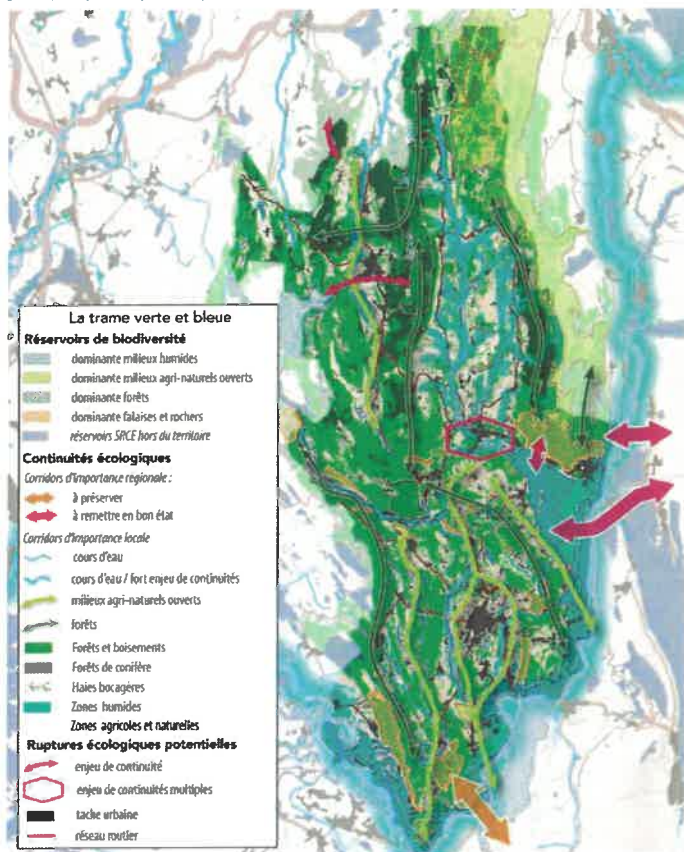 La trame verte et bleue
Réservoirs de biodiversité
dominante milieux humides
dominante milieux agri-naturels ouverts
dominante forêts
dominante falaises et rochers
réservoirs SRCE hors du territoire
Continuités écologiques
Corridors d'importance regionale :
à préserver
à remettre en bon état
Corridors d'importance locale
cours d'eau
cours d'eau / fort enjeu de continuités
milieux agri-naturels ouverts
forêts
Forêts et boisements
Forêts de conifère
Haies bocagères
Zones humides
Zones agricoles et naturelles
Ruptures écologiques potentielles
enjeu de continuité
enjeu de continuités multiples
tache urbaine
réseau routier